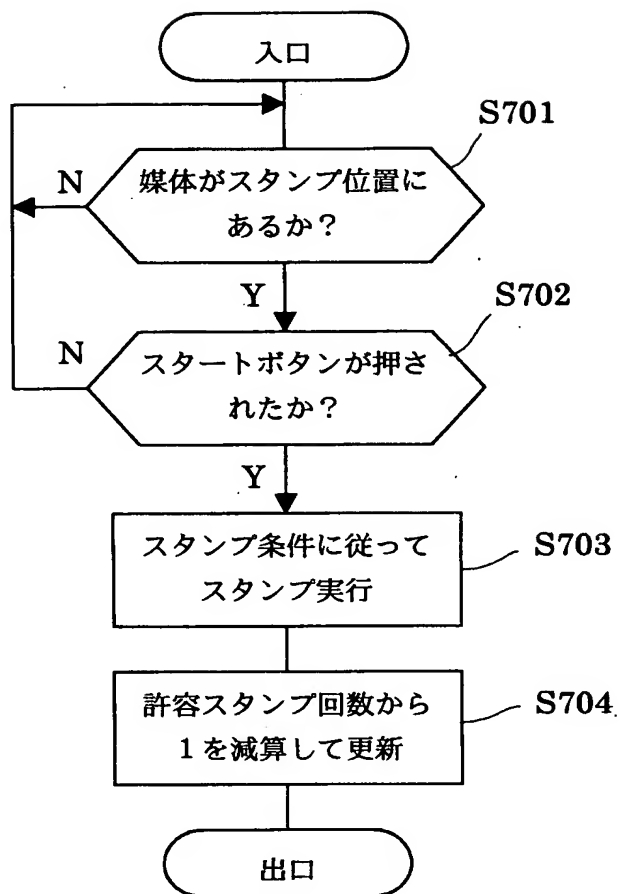 入口
S701
媒体がスタンプ位置に
あるか？
N
Y
S702
スタートボタンが押さ
れたか？
N
Y
スタンプ条件に従って
スタンプ実行
S703
許容スタンプ回数から
１を減算して更新
S704
出口